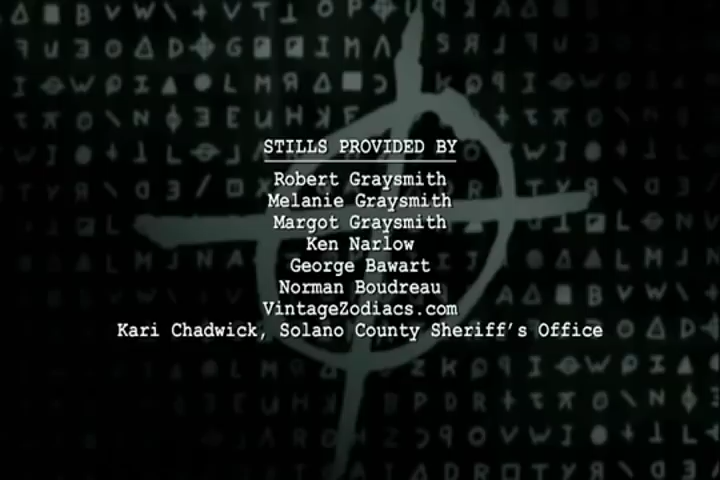 STILLS PROVIDED BY
Robert Graysmith
Melanie Graysmith
Margot Graysmith
Ken Narlow
George Bawart
Norman Boudreau
VintageZodiacs.com
Kari Chadwick, Solano County Sheriff's Office